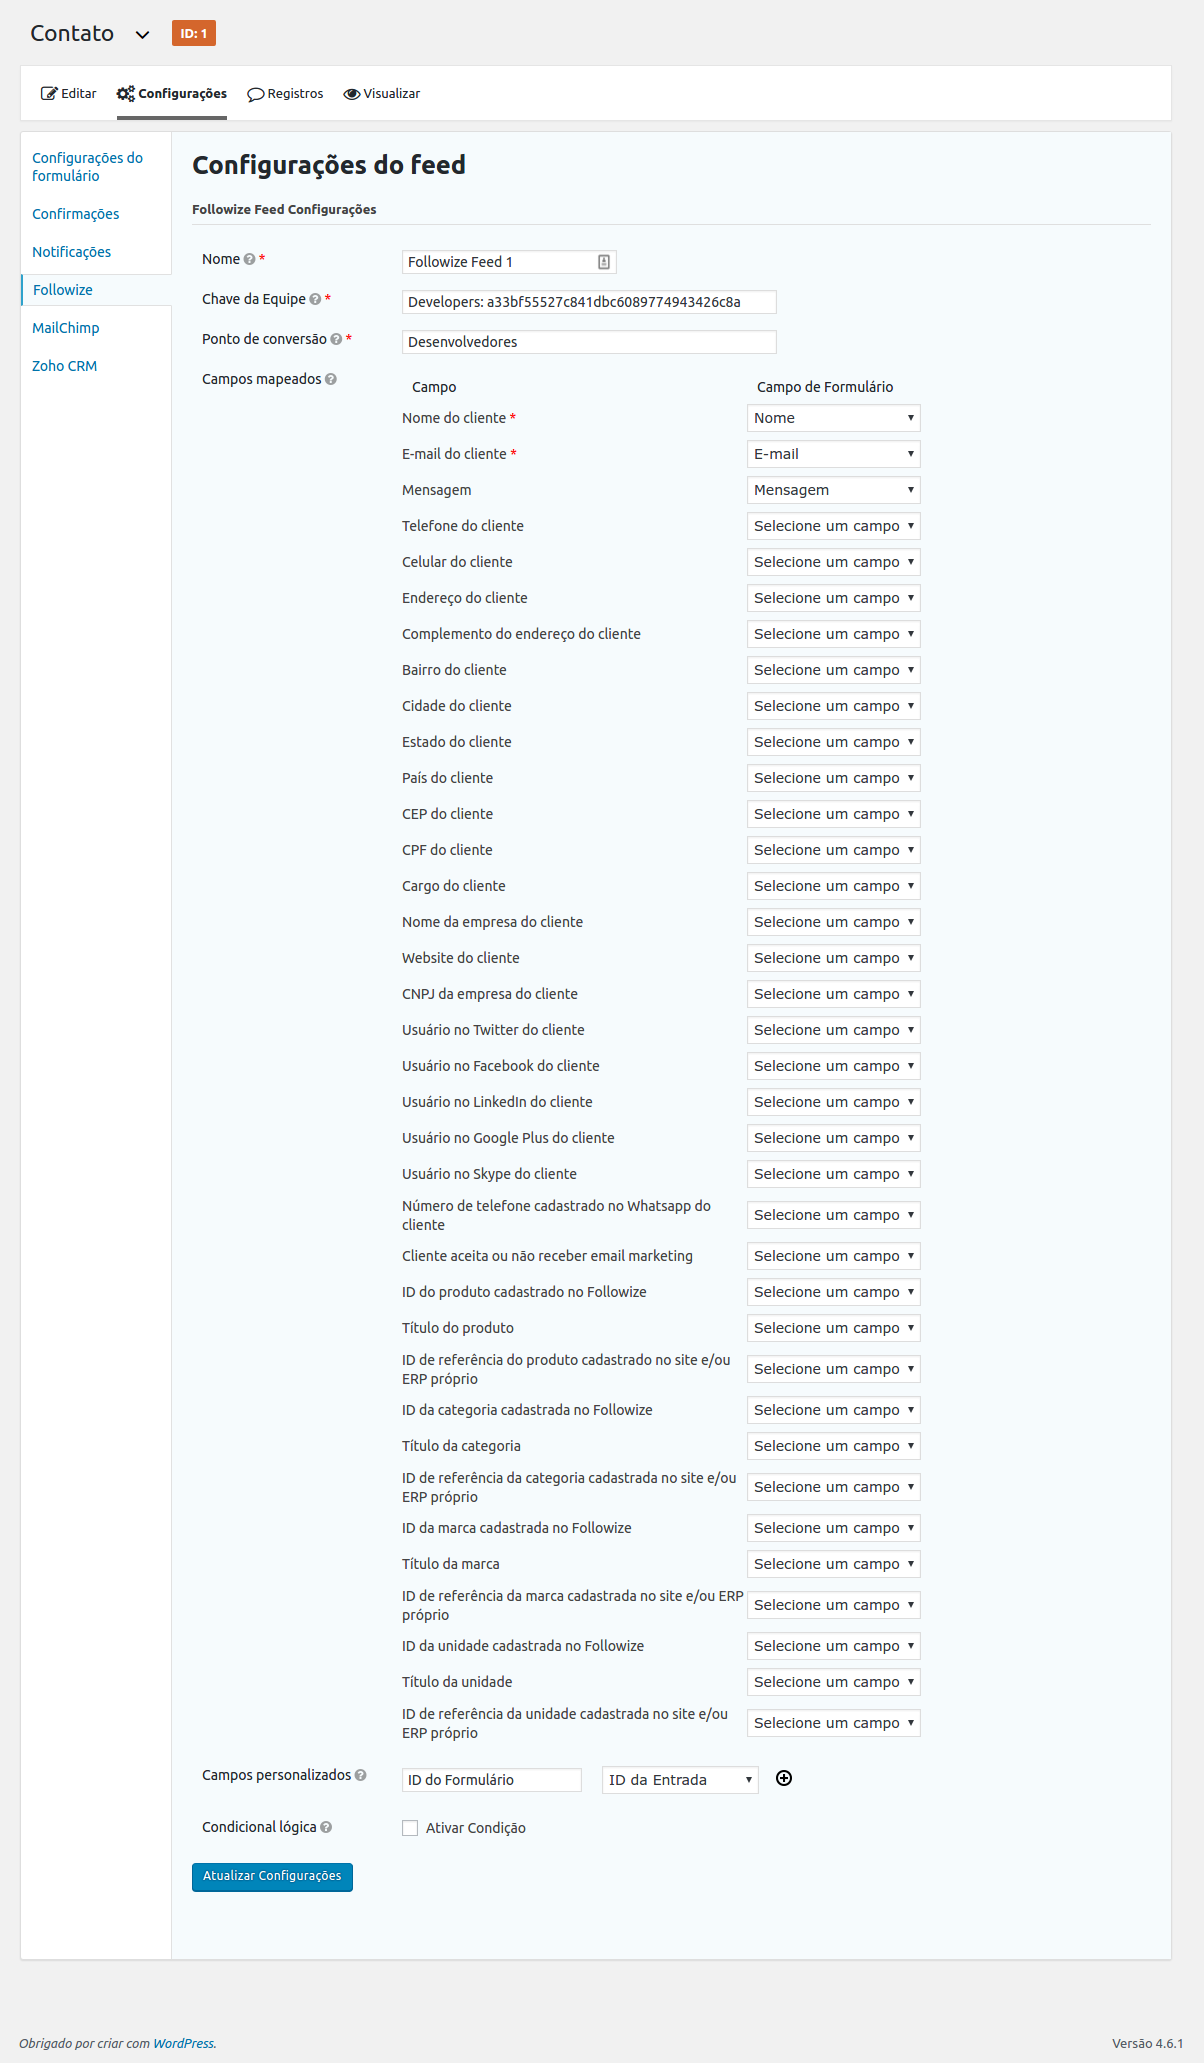 Contato
ID: 1
Editar
Configurações
Registros
Visualizar
Configurações do
formulário
Confirmações
Notificações
Followize
MailChimp
Zoho CRM
Configurações do feed
Followize Feed Configurações
Nome ? *
Followize Feed 1
Chave da Equipe ? *
Developers: a33bf55527c841dbc6089774943426c8a
Ponto de conversão ? *
Desenvolvedores
Campos mapeados ?
Campo
Campo de Formulário
Nome do cliente *
Nome
E-mail do cliente *
E-mail
Mensagem
Mensagem
Telefone do cliente
Selecione um campo
Celular do cliente
Selecione um campo
Endereço do cliente
Selecione um campo
Complemento do endereço do cliente
Selecione um campo
Bairro do cliente
Selecione um campo
Cidade do cliente
Selecione um campo
Estado do cliente
Selecione um campo
País do cliente
Selecione um campo
CEP do cliente
Selecione um campo
CPF do cliente
Selecione um campo
Cargo do cliente
Selecione um campo
Nome da empresa do cliente
Selecione um campo
Website do cliente
Selecione um campo
CNPJ da empresa do cliente
Selecione um campo
Usuário no Twitter do cliente
Selecione um campo
Usuário no Facebook do cliente
Selecione um campo
Usuário no LinkedIn do cliente
Selecione um campo
Usuário no Google Plus do cliente
Selecione um campo
Usuário no Skype do cliente
Selecione um campo
Número de telefone cadastrado no Whatsapp do
cliente
Selecione um campo
Cliente aceita ou não receber email marketing
Selecione um campo
ID do produto cadastrado no Followize
Selecione um campo
Título do produto
Selecione um campo
ID de referência do produto cadastrado no site e/ou
ERP próprio
Selecione um campo
ID da categoria cadastrada no Followize
Selecione um campo
Título da categoria
Selecione um campo
ID de referência da categoria cadastrada no site e/ou
ERP próprio
Selecione um campo
ID da marca cadastrada no Followize
Selecione um campo
Título da marca
Selecione um campo
ID de referência da marca cadastrada no site e/ou ERP
próprio
Selecione um campo
ID da unidade cadastrada no Followize
Selecione um campo
Título da unidade
Selecione um campo
ID de referência da unidade cadastrada no site e/ou
ERP próprio
Selecione um campo
Campos personalizados ?
ID do Formulário
ID da Entrada
Condicional lógica ?
Ativar Condição
Atualizar Configurações
Obrigado por criar com WordPress.
Versão 4.6.1